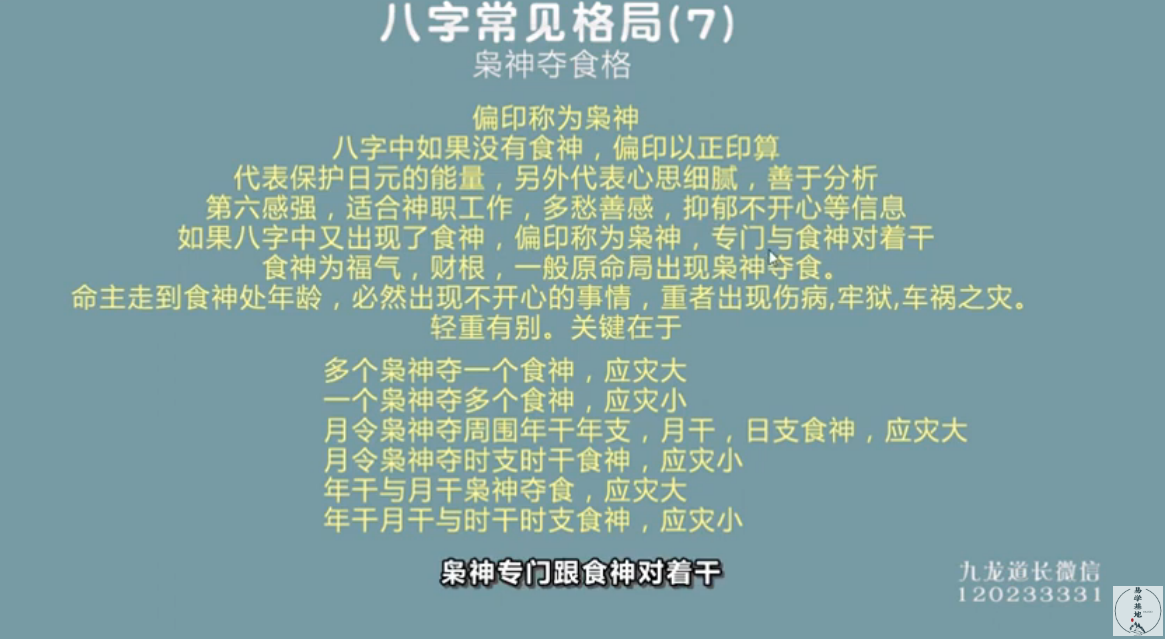 八字常见格局(7)
枭神夺食格
偏印称为枭神
八字中如果没有食神，偏印以正印算
代表保护日元的能量，另外代表心思细腻，善于分析
第六感强，适合神职工作，多愁善感，抑郁不开心等信息
如果八字中又出现了食神，偏印称为枭神，专门与食神对着干
食神为福气，财根，一般原命局出现枭神夺食。
命主走到食神处年龄，必然出现不开心的事情，重者出现伤病,牢狱,车祸之灾。
轻重有别。关键在于
多个枭神夺一个食神，应灾大
一个枭神夺多个食神，应灾小
月令枭神夺周围年干年支，月干，日支食神，应灾大
月令枭神夺时支时干食神，应灾小
年干与月干枭神夺食，应灾大
年干月干与时干时支食神，应灾小
枭神专门跟食神对着干
九龙道长微信
120233331
易学基地